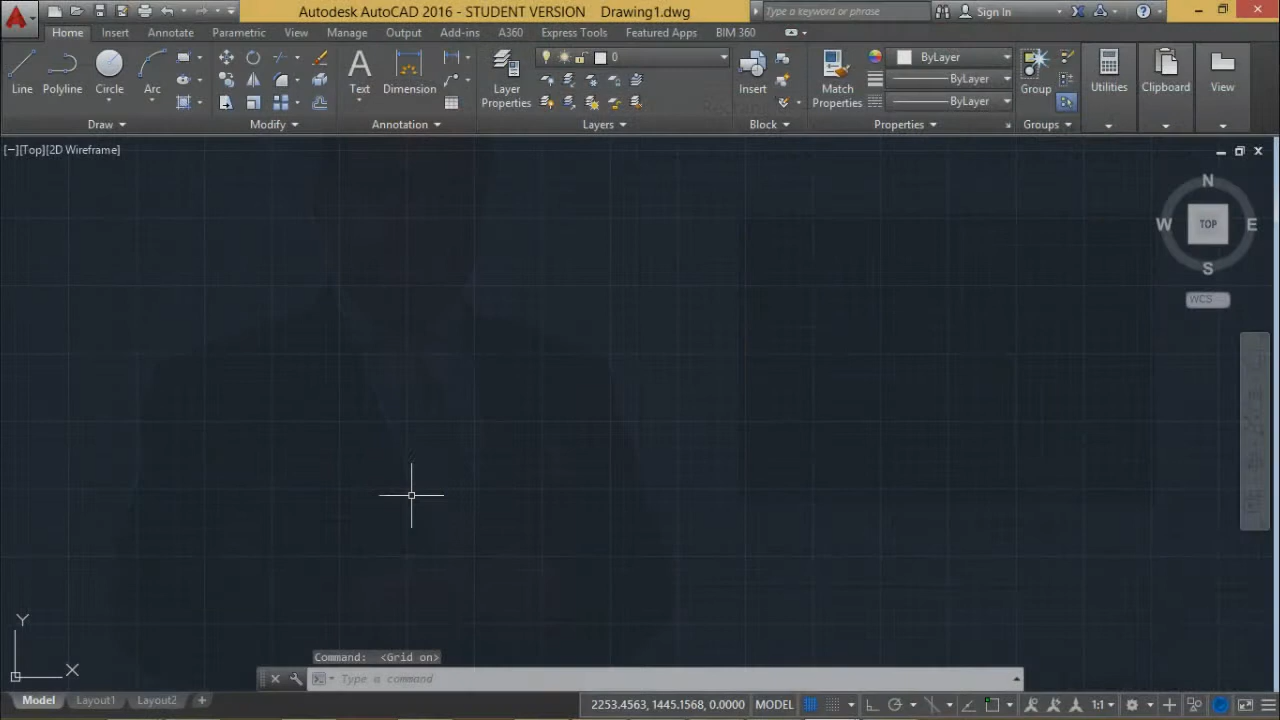 Autodesk AutoCAD 2016 - STUDENT VERSION Drawing1.dwg
Type a keyword or phrase
Sign In
Home Insert Annotate Parametric View Manage Output Add-ins A360 Express Tools Featured Apps BIM 360
Line Polyline Circle Arc
Text Dimension
Layer Properties
0
Insert
Match Properties
ByLayer
ByLayer
ByLayer
Group
Utilities
Clipboard
View
Draw Modify Annotation Layers Block Properties Groups
[−][Top][2D Wireframe]
N
W TOP E
S
WCS
Y
X
Command: <Grid on>
Type a command
Model Layout1 Layout2 +
2253.4563, 1445.1568, 0.0000 MODEL 1:1